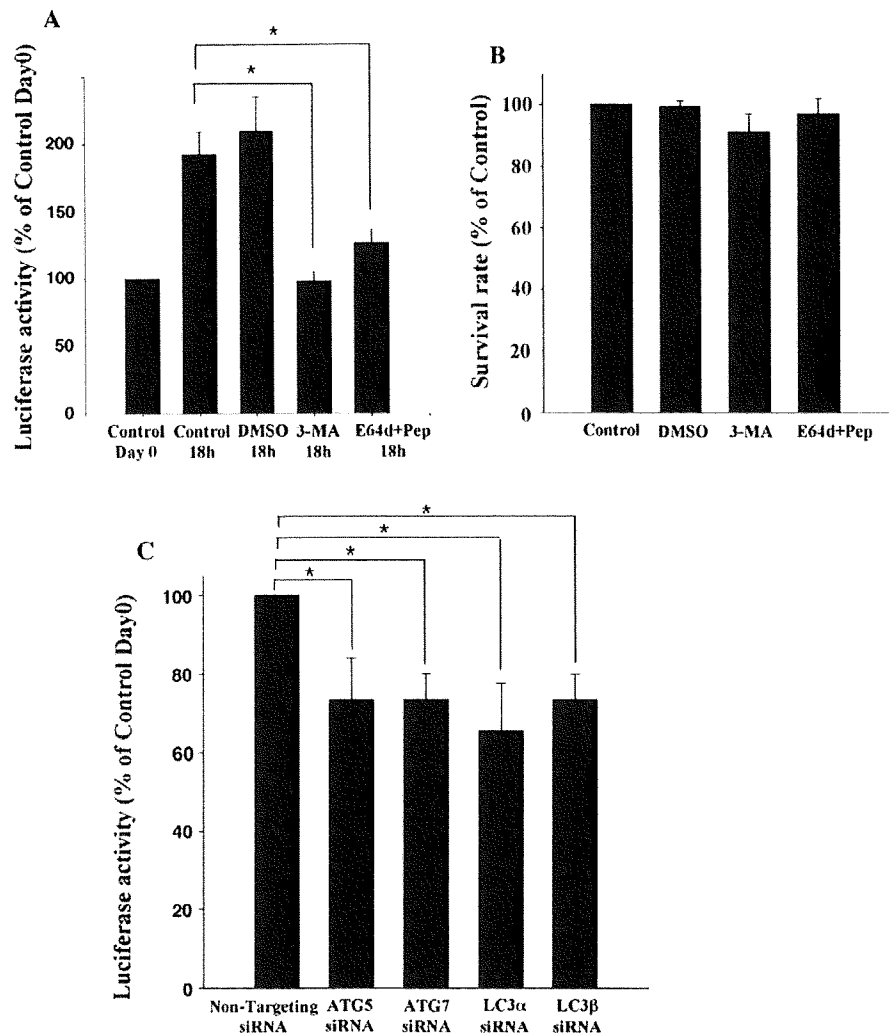 A
Luciferase activity (% of Control Day0)
200
150
100
50
0
*
*
Control Day 0
Control 18h
DMSO 18h
3-MA 18h
E64d+Pep 18h
B
Survival rate (% of Control)
100
80
60
40
20
0
Control
DMSO
3-MA
E64d+Pep
C
Luciferase activity (% of Control Day0)
100
80
60
40
20
0
*
*
*
*
Non-Targeting siRNA
ATG5 siRNA
ATG7 siRNA
LC3α siRNA
LC3β siRNA